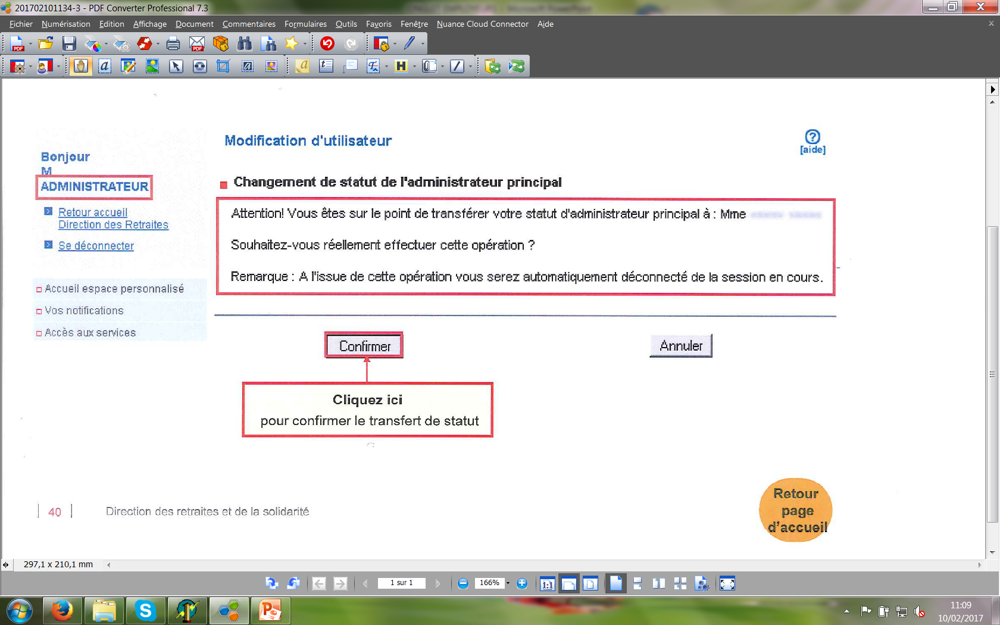 201702101134-3 - PDF Converter Professional 7.3
Fichier Numérisation Edition Affichage Document Commentaires Formulaires Outils Favoris Fenêtre Nuance Cloud Connector Aide
Modification d'utilisateur
[aide]
Bonjour
M
ADMINISTRATEUR
Retour accueil
Direction des Retraites
Se déconnecter
Accueil espace personnalisé
Vos notifications
Accès aux services
Changement de statut de l'administrateur principal
Attention! Vous êtes sur le point de transférer votre statut d'administrateur principal à : Mme
Souhaitez-vous réellement effectuer cette opération ?
Remarque : A l'issue de cette opération vous serez automatiquement déconnecté de la session en cours.
Confirmer
Annuler
Cliquez ici
pour confirmer le transfert de statut
Retour
page
d'accueil
40
Direction des retraites et de la solidarité
297,1 x 210,1 mm
1 sur 1
166%
11:09
10/02/2017